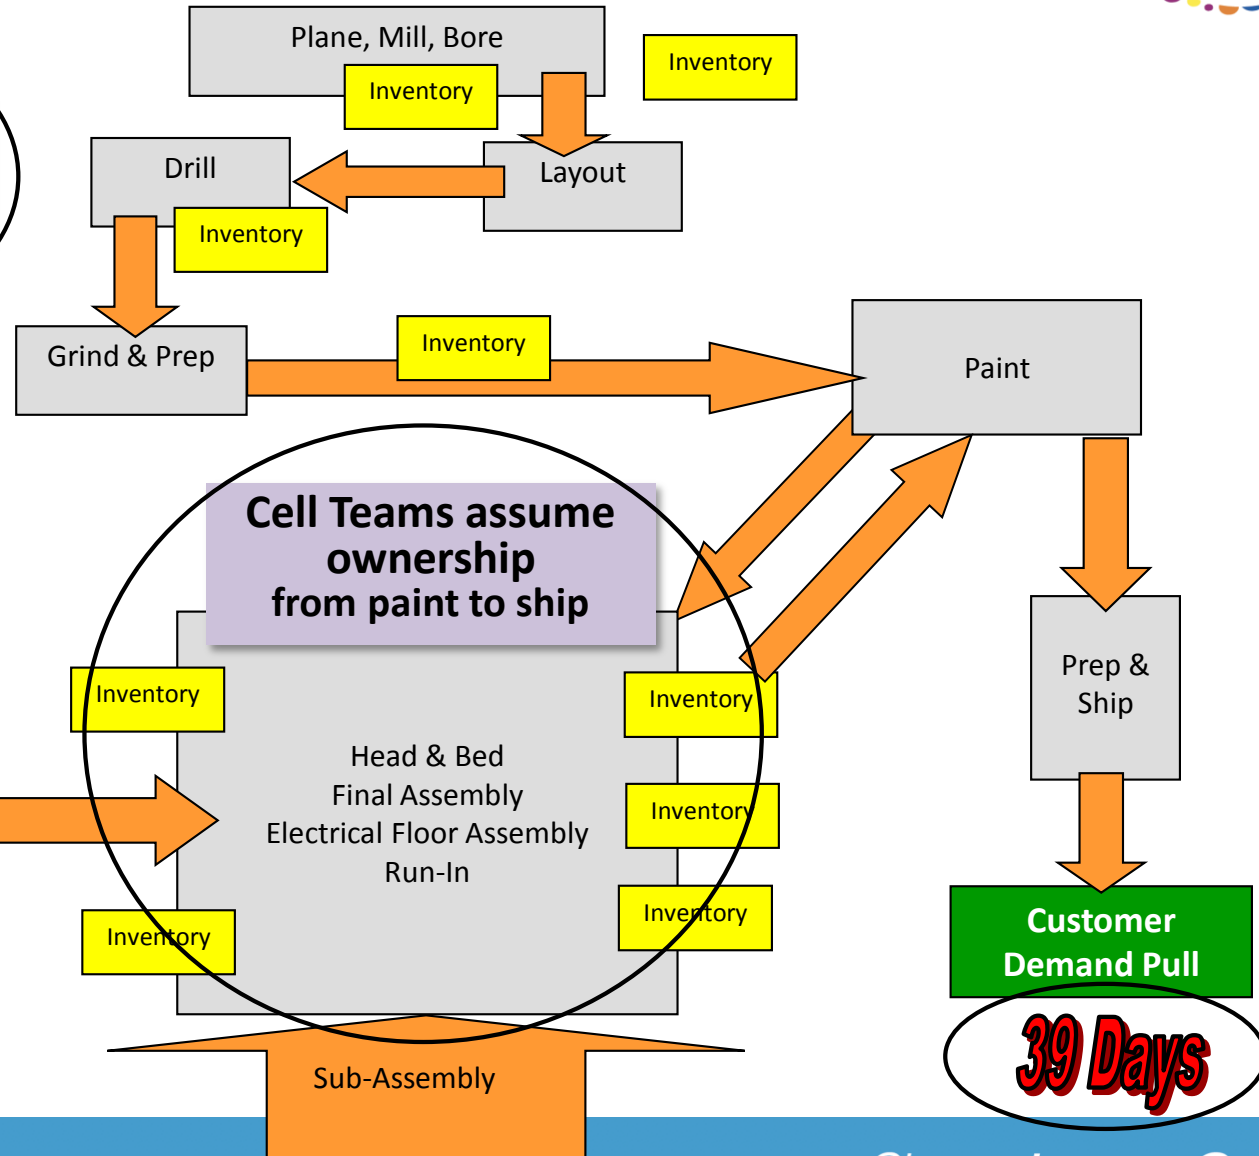 Plane, Mill, Bore
Inventory
Inventory
Drill
Layout
Inventory
Inventory
Grind & Prep
Paint
Cell Teams assume
ownership
from paint to ship
Prep &
Ship
Inventory
Inventory
Head & Bed
Final Assembly
Electrical Floor Assembly
Run-In
Inventory
Inventory
Inventory
Customer
Demand Pull
39 Days
Sub-Assembly